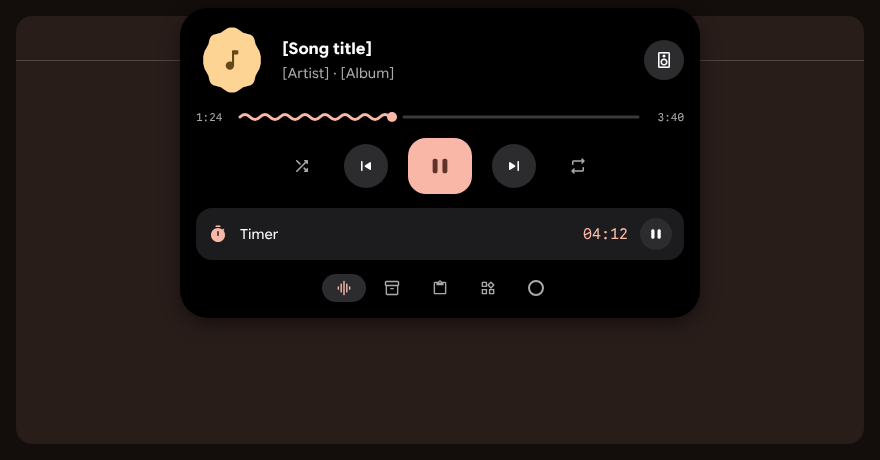 [Song title]
[Artist] · [Album]
1:24
3:40
Timer
04:12